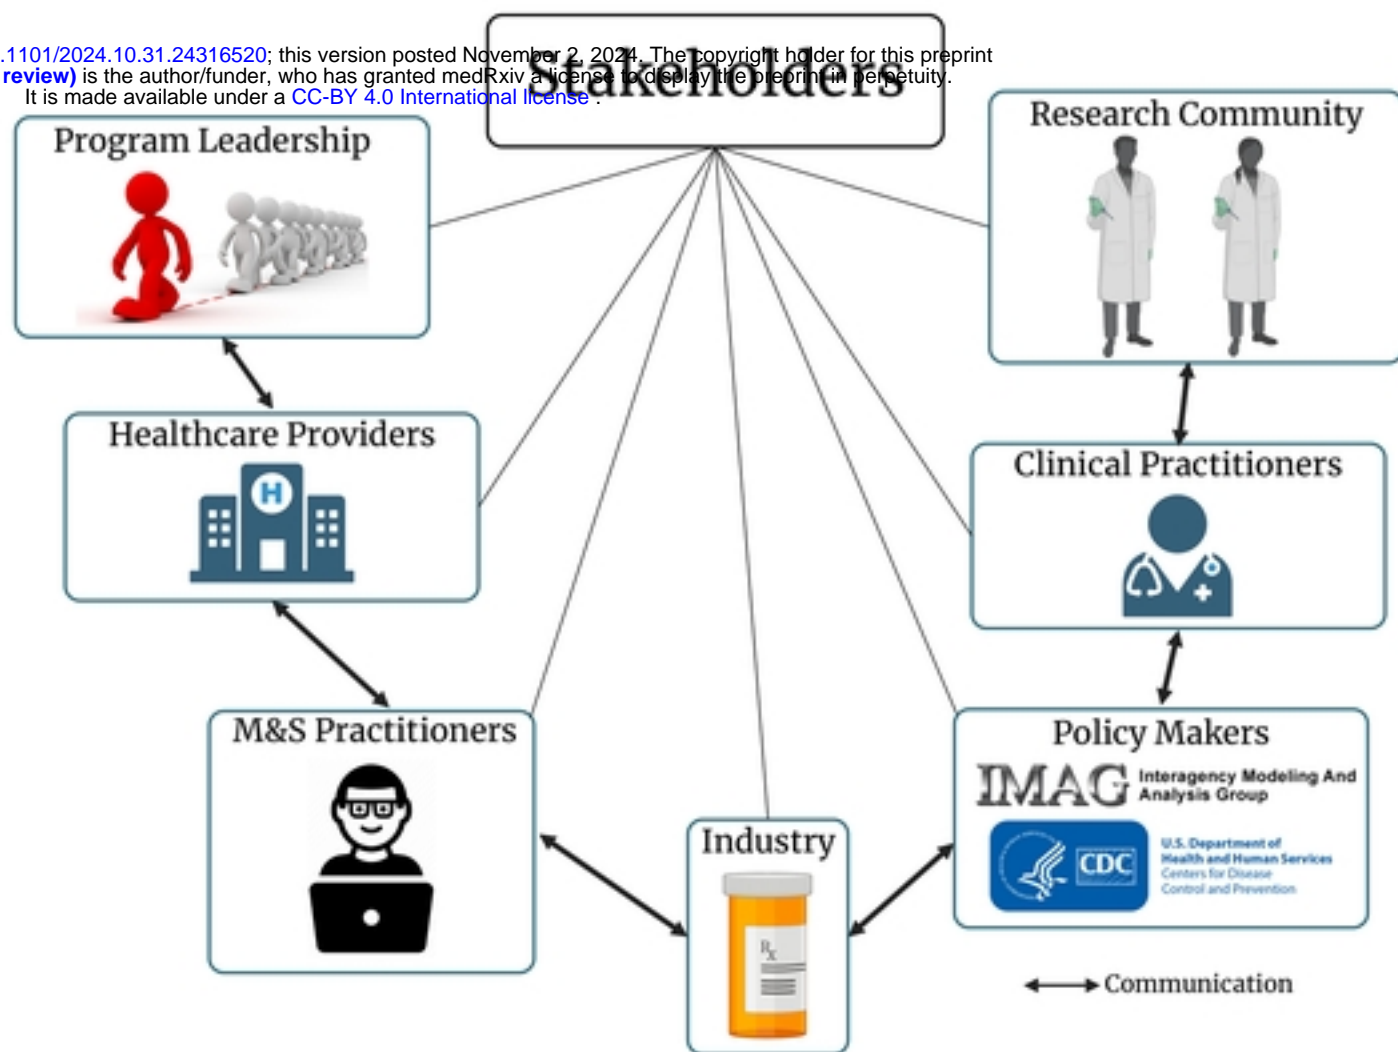 .1101/2024.10.31.24316520; this version posted November 2, 2024. The copyright holder for this preprint
review) is the author/funder, who has granted medRxiv a license to display the preprint in perpetuity.
It is made available under a CC-BY 4.0 International license .
Stakeholders
Program Leadership
Research Community
Healthcare Providers
H
Clinical Practitioners
M&S Practitioners
Policy Makers
IMAG Interagency Modeling And
Analysis Group
Industry
Rx
CDC
U.S. Department of
Health and Human Services
Centers for Disease
Control and Prevention
Communication